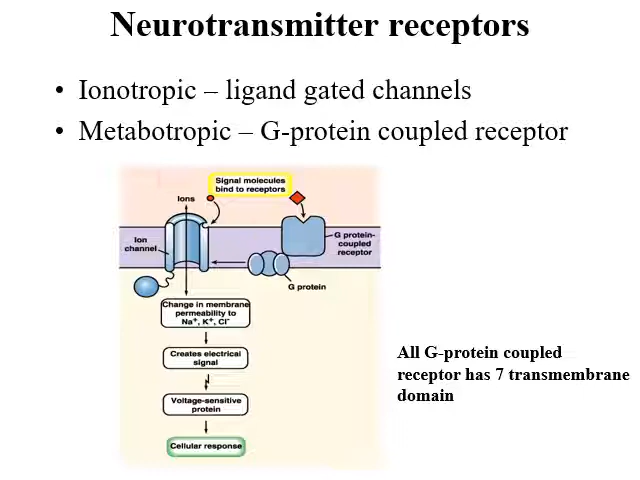 Neurotransmitter receptors
• Ionotropic – ligand gated channels
• Metabotropic – G-protein coupled receptor
Signal molecules
bind to receptors
Ions
Ion
channel
G protein-
coupled
receptor
G protein
Change in membrane
permeability to
Na⁺, K⁺, Cl⁻
Creates electrical
signal
Voltage-sensitive
protein
Cellular response
All G-protein coupled
receptor has 7 transmembrane
domain